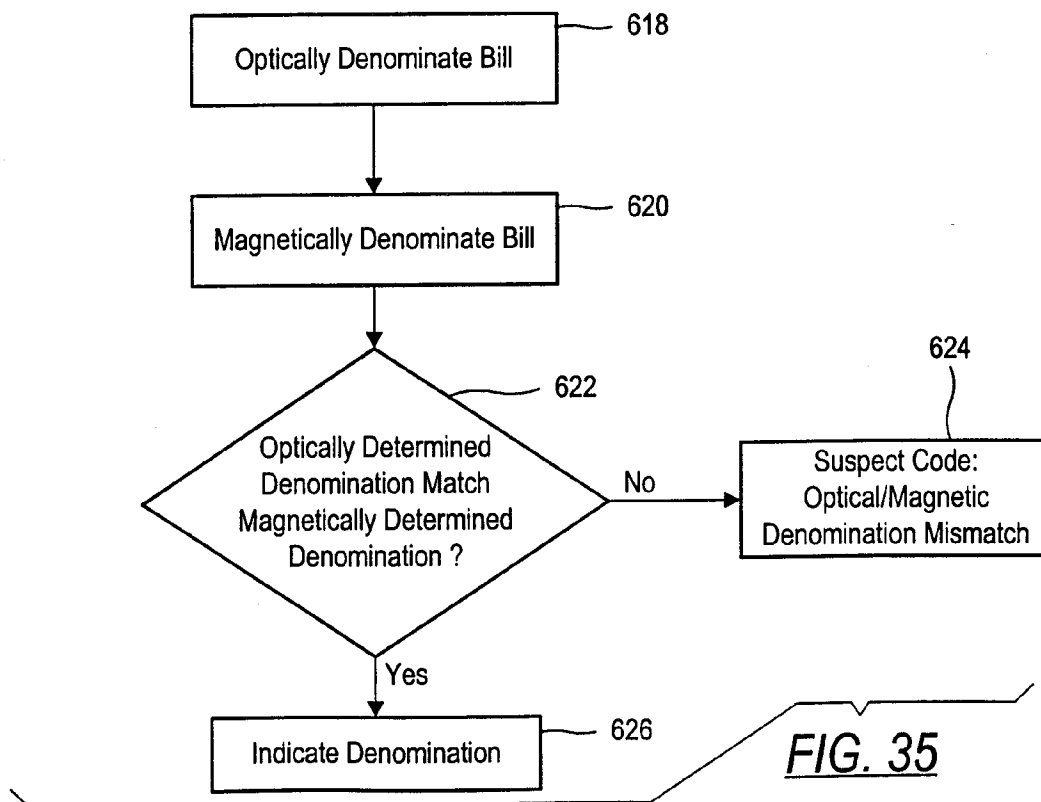 618
Optically Denominate Bill
620
Magnetically Denominate Bill
622
Optically Determined
Denomination Match
Magnetically Determined
Denomination ?
No
624
Suspect Code:
Optical/Magnetic
Denomination Mismatch
Yes
626
Indicate Denomination
FIG. 35